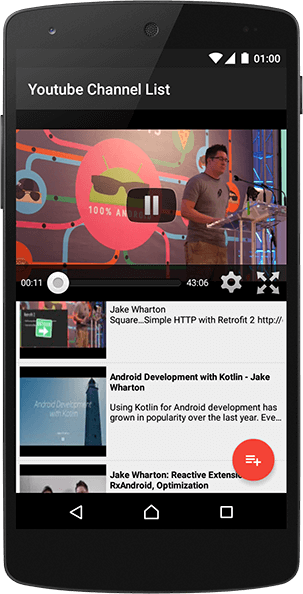 01:00
Youtube Channel List
100% AN
00:11
43:06
Jake Wharton
Square...Simple HTTP with Retrofit 2 http:/
Android Development with Kotlin - Jake
Wharton
Using Kotlin for Android development has
grown in popularity over the last year. Eve...
Android Development
with Kotlin
Jake Wharton: Reactive Extensio
RxAndroid, Optimization